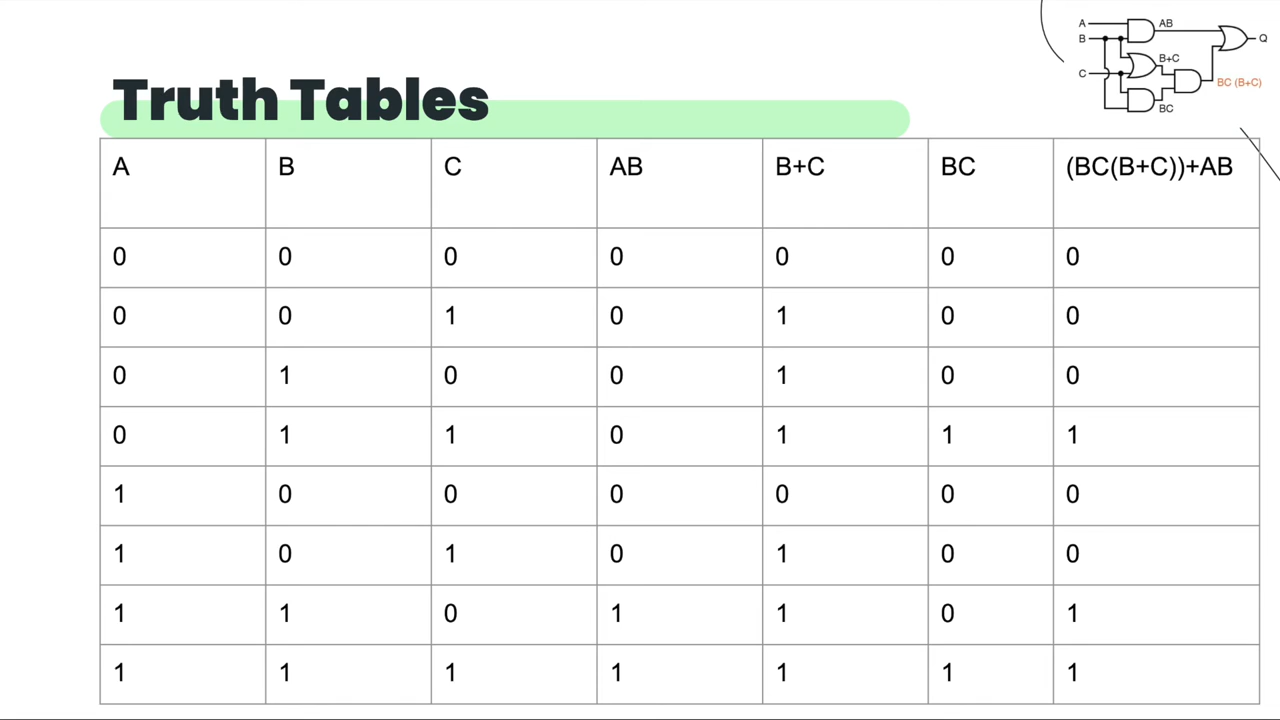 A
AB
B
Q
B+C
C
BC (B+C)
BC
Truth Tables
A B C AB B+C BC (BC(B+C))+AB
0 0 0 0 0 0 0
0 0 1 0 1 0 0
0 1 0 0 1 0 0
0 1 1 0 1 1 1
1 0 0 0 0 0 0
1 0 1 0 1 0 0
1 1 0 1 1 0 1
1 1 1 1 1 1 1